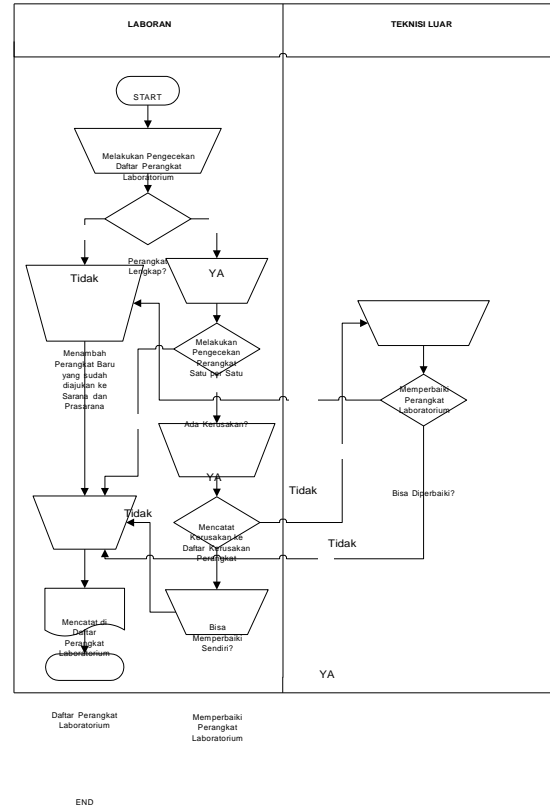 LABORAN
TEKNISI LUAR
START
Melakukan Pengecekan
Daftar Perangkat
Laboratorium
Perangkat
Lengkap?
Tidak
YA
Menambah
Perangkat Baru
yang sudah
diajukan ke
Sarana dan
Prasarana
Melakukan
Pengecekan
Perangkat
Satu per Satu
Ada Kerusakan?
YA
Tidak
Mencatat
Kerusakan ke
Daftar Kerusakan
Perangkat
Memperbaiki
Perangkat
Laboratorium
Bisa Diperbaiki?
Tidak
Tidak
Mencatat di
Daftar
Perangkat
Laboratorium
Bisa
Memperbaiki
Sendiri?
YA
Daftar Perangkat
Laboratorium
Memperbaiki
Perangkat
Laboratorium
END